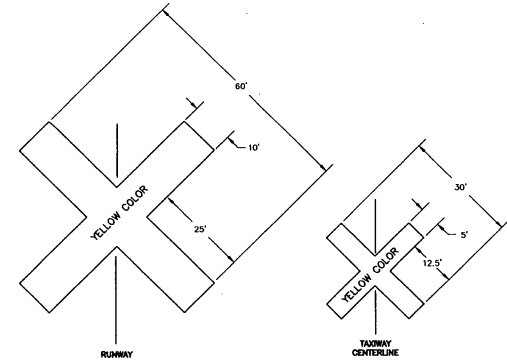 60'
10'
YELLOW COLOR
25'
RUNWAY
30'
5'
YELLOW COLOR
12.5'
TAXIWAY
CENTERLINE